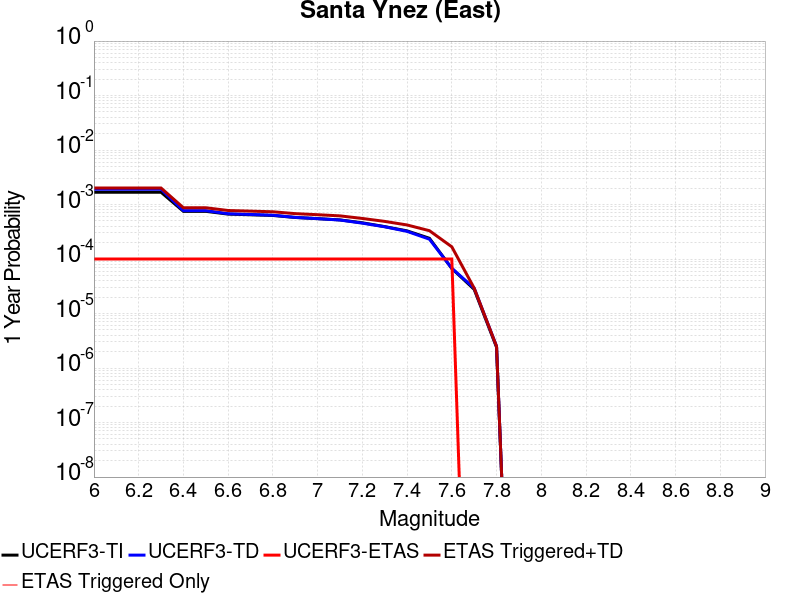 Santa Ynez (East)
10^0
10^-1
10^-2
10^-3
10^-4
10^-5
10^-6
10^-7
10^-8
1 Year Probability
6 6.2 6.4 6.6 6.8 7 7.2 7.4 7.6 7.8 8 8.2 8.4 8.6 8.8 9
Magnitude
UCERF3-TI UCERF3-TD UCERF3-ETAS ETAS Triggered+TD
ETAS Triggered Only